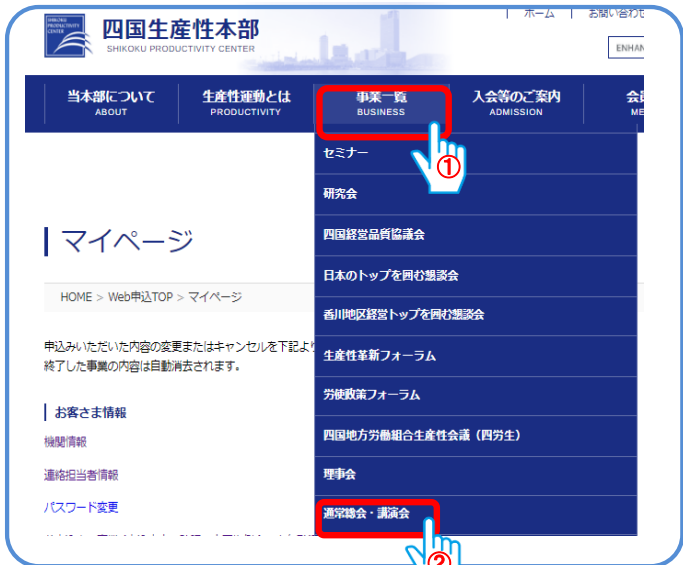 SHIKOKU
PRODUCTIVITY
CENTER
四国生産性本部
SHIKOKU PRODUCTIVITY CENTER
| ホーム | お問い合わせ
ENHAN
当本部について
ABOUT
生産性運動とは
PRODUCTIVITY
事業一覧
BUSINESS
入会等のご案内
ADMISSION
会
ME
①
セミナー
研究会
四国経営品質協議会
日本のトップを囲む懇談会
香川地区経営トップを囲む懇談会
生産性革新フォーラム
労使政策フォーラム
四国地方労働組合生産性会議(四労生)
理事会
通常総会・講演会
②
マイページ
HOME > Web申込TOP > マイページ
申込みいただいた内容の変更またはキャンセルを下記より
終了した事業の内容は自動消去されます。
お客さま情報
機関情報
連絡担当者情報
パスワード変更